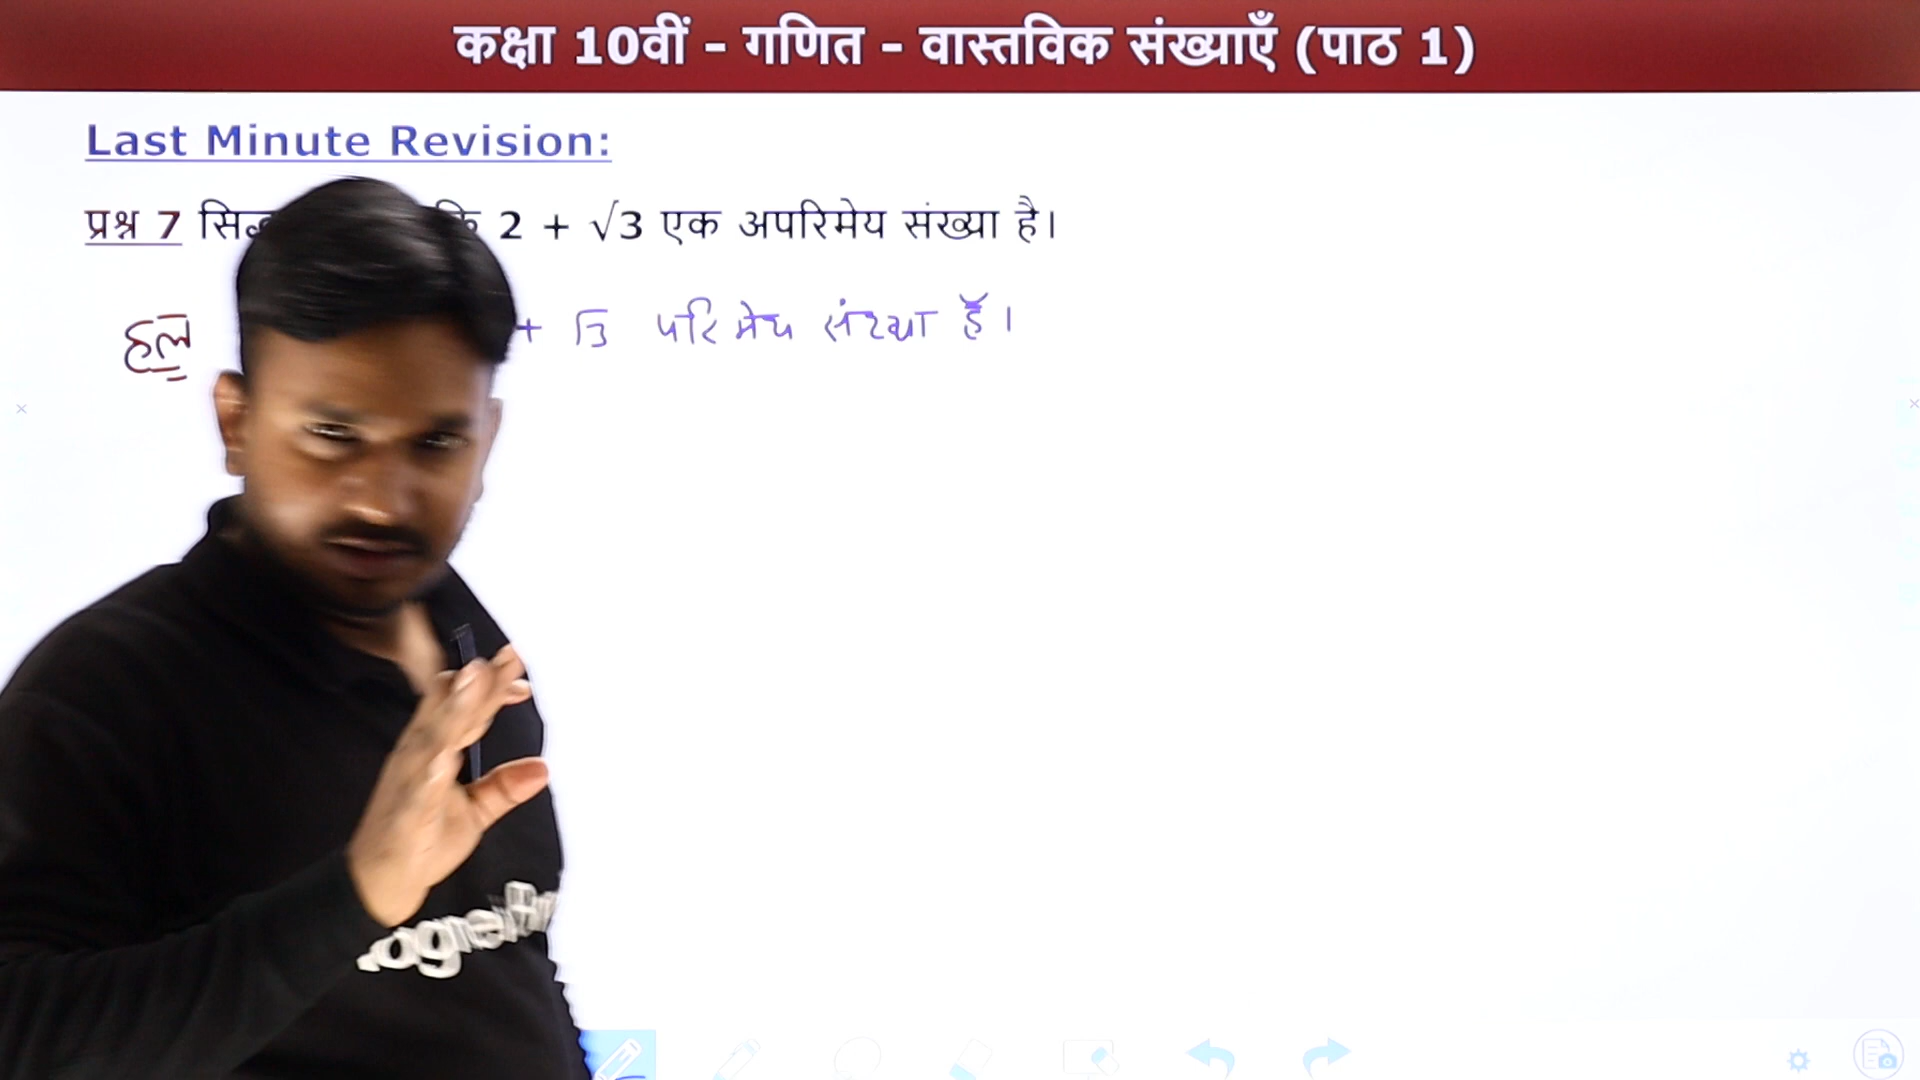 कक्षा 10वीं - गणित - वास्तविक संख्याएँ (पाठ 1)
Last Minute Revision:
प्रश्न 7 2 + √3 एक अपरिमेय संख्या है।
हल + √3 परिमेय संख्या है।